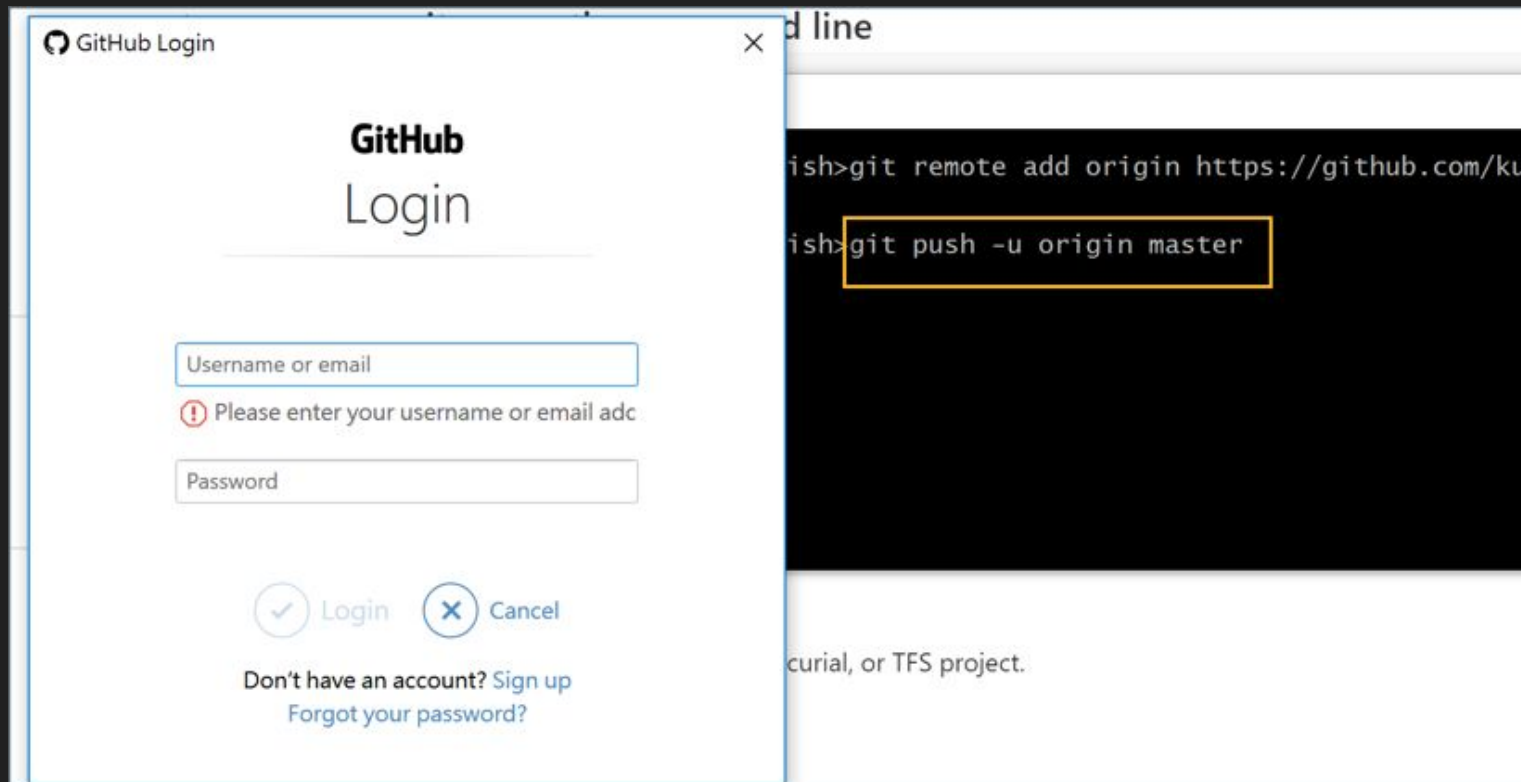 d line
GitHub Login
GitHub
Login
Username or email
Please enter your username or email adc
Password
Login
Cancel
Don't have an account? Sign up
Forgot your password?
ish>git remote add origin https://github.com/ku
ish>git push -u origin master
curial, or TFS project.